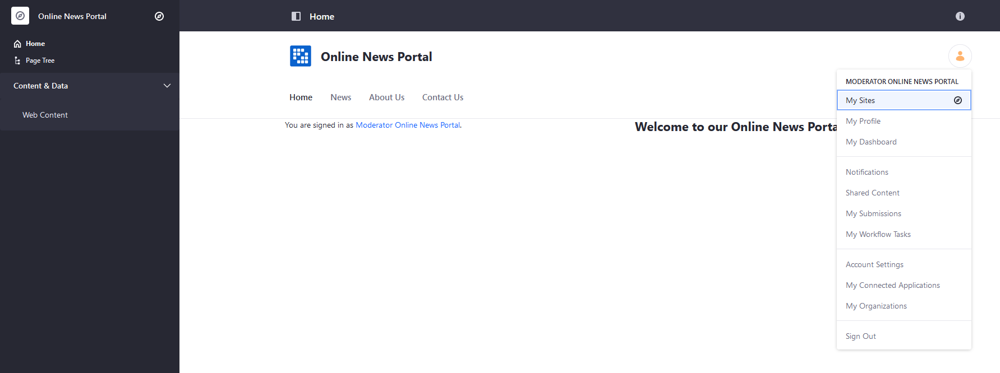 Online News Portal
Home
Page Tree
Content & Data
Web Content
Home
Online News Portal
Home News About Us Contact Us
You are signed in as Moderator Online News Portal.
Welcome to our Online News Porta
MODERATOR ONLINE NEWS PORTAL
My Sites
My Profile
My Dashboard
Notifications
Shared Content
My Submissions
My Workflow Tasks
Account Settings
My Connected Applications
My Organizations
Sign Out